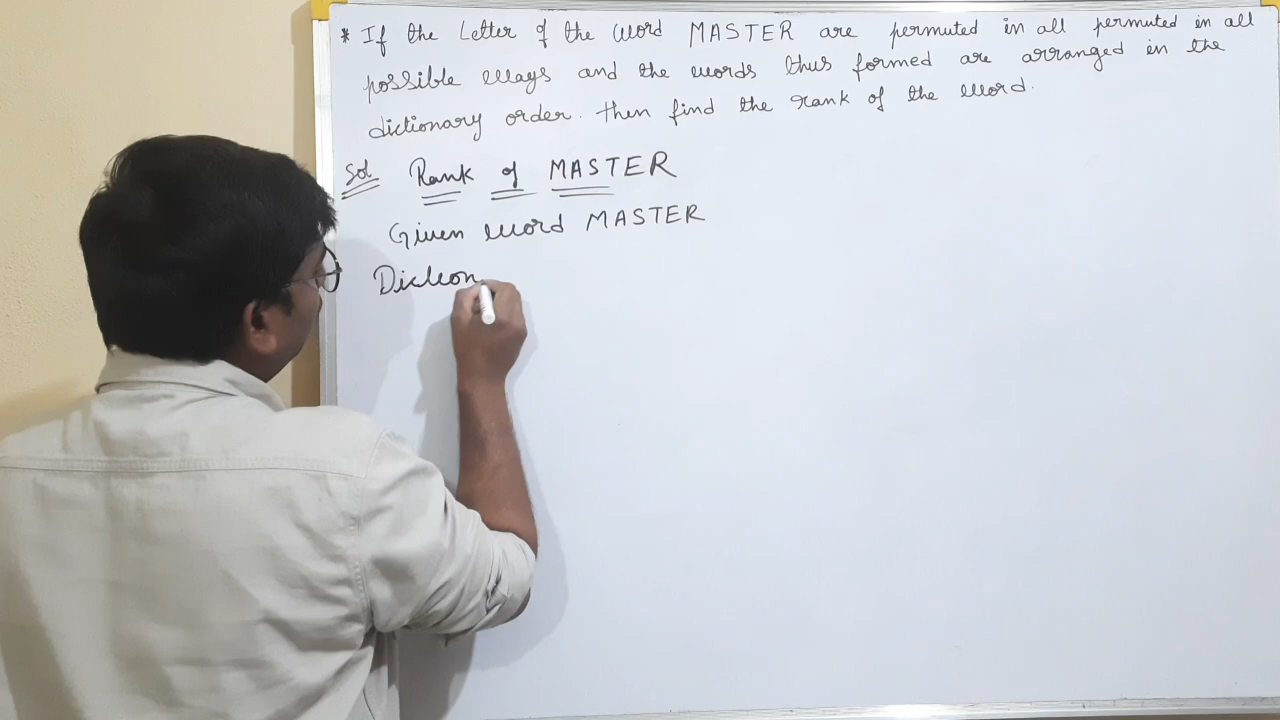 * If the Letter of the word MASTER are permuted in all permuted in all
possible ways and the words thus formed are arranged in the
dictionary order. then find the rank of the word.
Sol Rank of MASTER
Given word MASTER
Dicteon